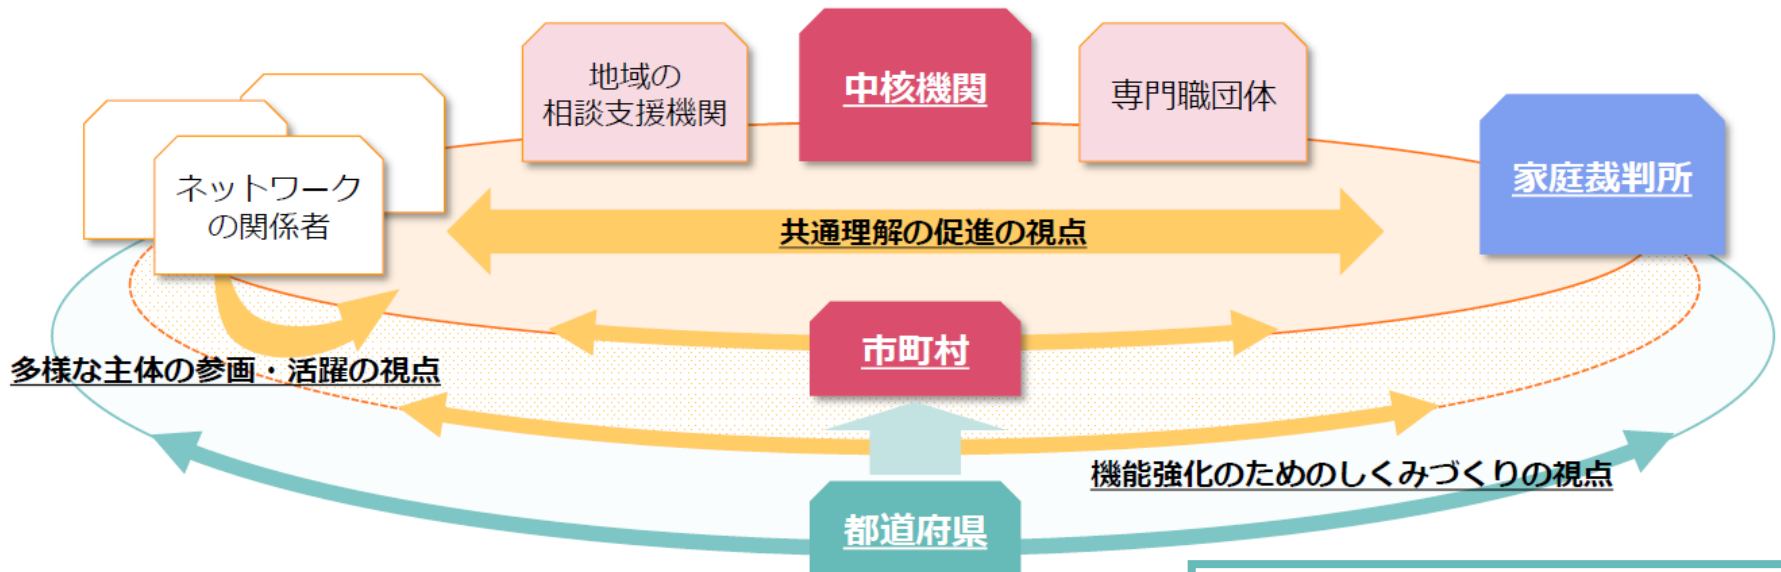 地域の
相談支援機関
中核機関
専門職団体
家庭裁判所
ネットワーク
の関係者
共通理解の促進の視点
市町村
多様な主体の参画・活躍の視点
機能強化のためのしくみづくりの視点
都道府県